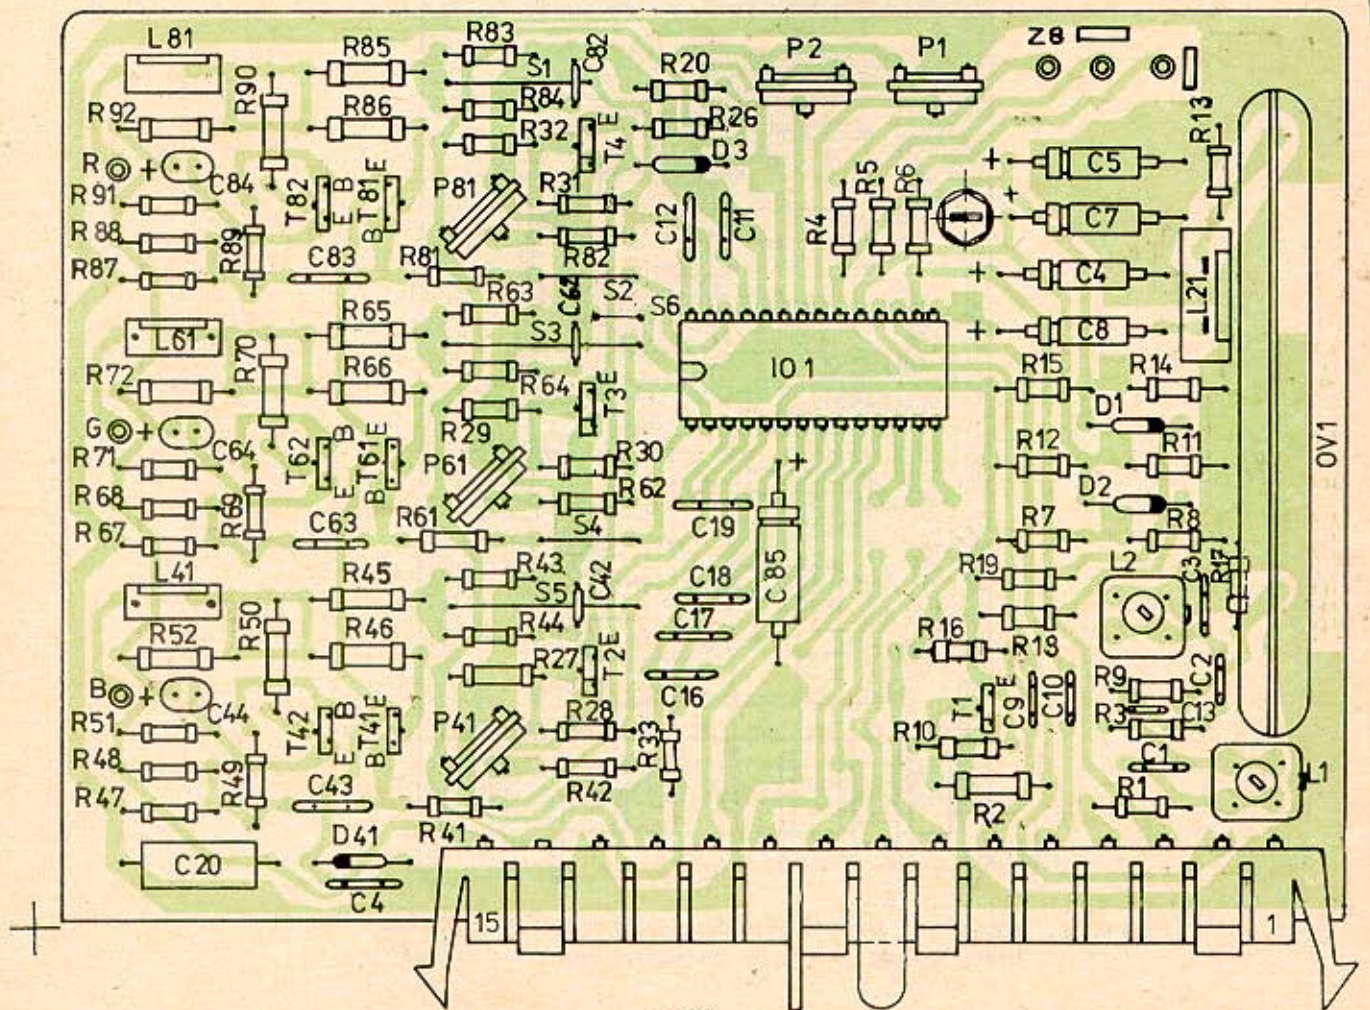 L81 R85 R83 C82 P2 P1 Z8
S1 R20
R92 R90 R86 R84 R26 R13
R32 T4 E D3
R + C84 T82 B E T81 E B P81 R31 C12 C11 R4 R5 R6 + C5
R91 + C7
R88 R89 R82
R87 C83 R81 S2 + C4 L21
R63 C62 S6
L61 R65 S3 + C8
R70 IO1
R72 R66 R64 T3 E R15 R14
G + C64 B E D1
R71 T62 E T61 B R29 P61 R30 + R12 R11 OV1
R68 R69 R62 D2
R67 C63 R61 S4 C19 R7 R8
L41 R45 R43 C18 C85 R19 L2 C3 R17
R50 S5 C42
R52 R46 R44 C17 R16 R18
R27 T2 E C16 R9 C2
B + C44 B E P41 T1 E C9 C10 R3 C13
R51 T42 E T41 B R28 R33 R10
R48 R49 C1 L1
R47 C43 R41 R42 R2 R1
D41
C20
C4
15 1